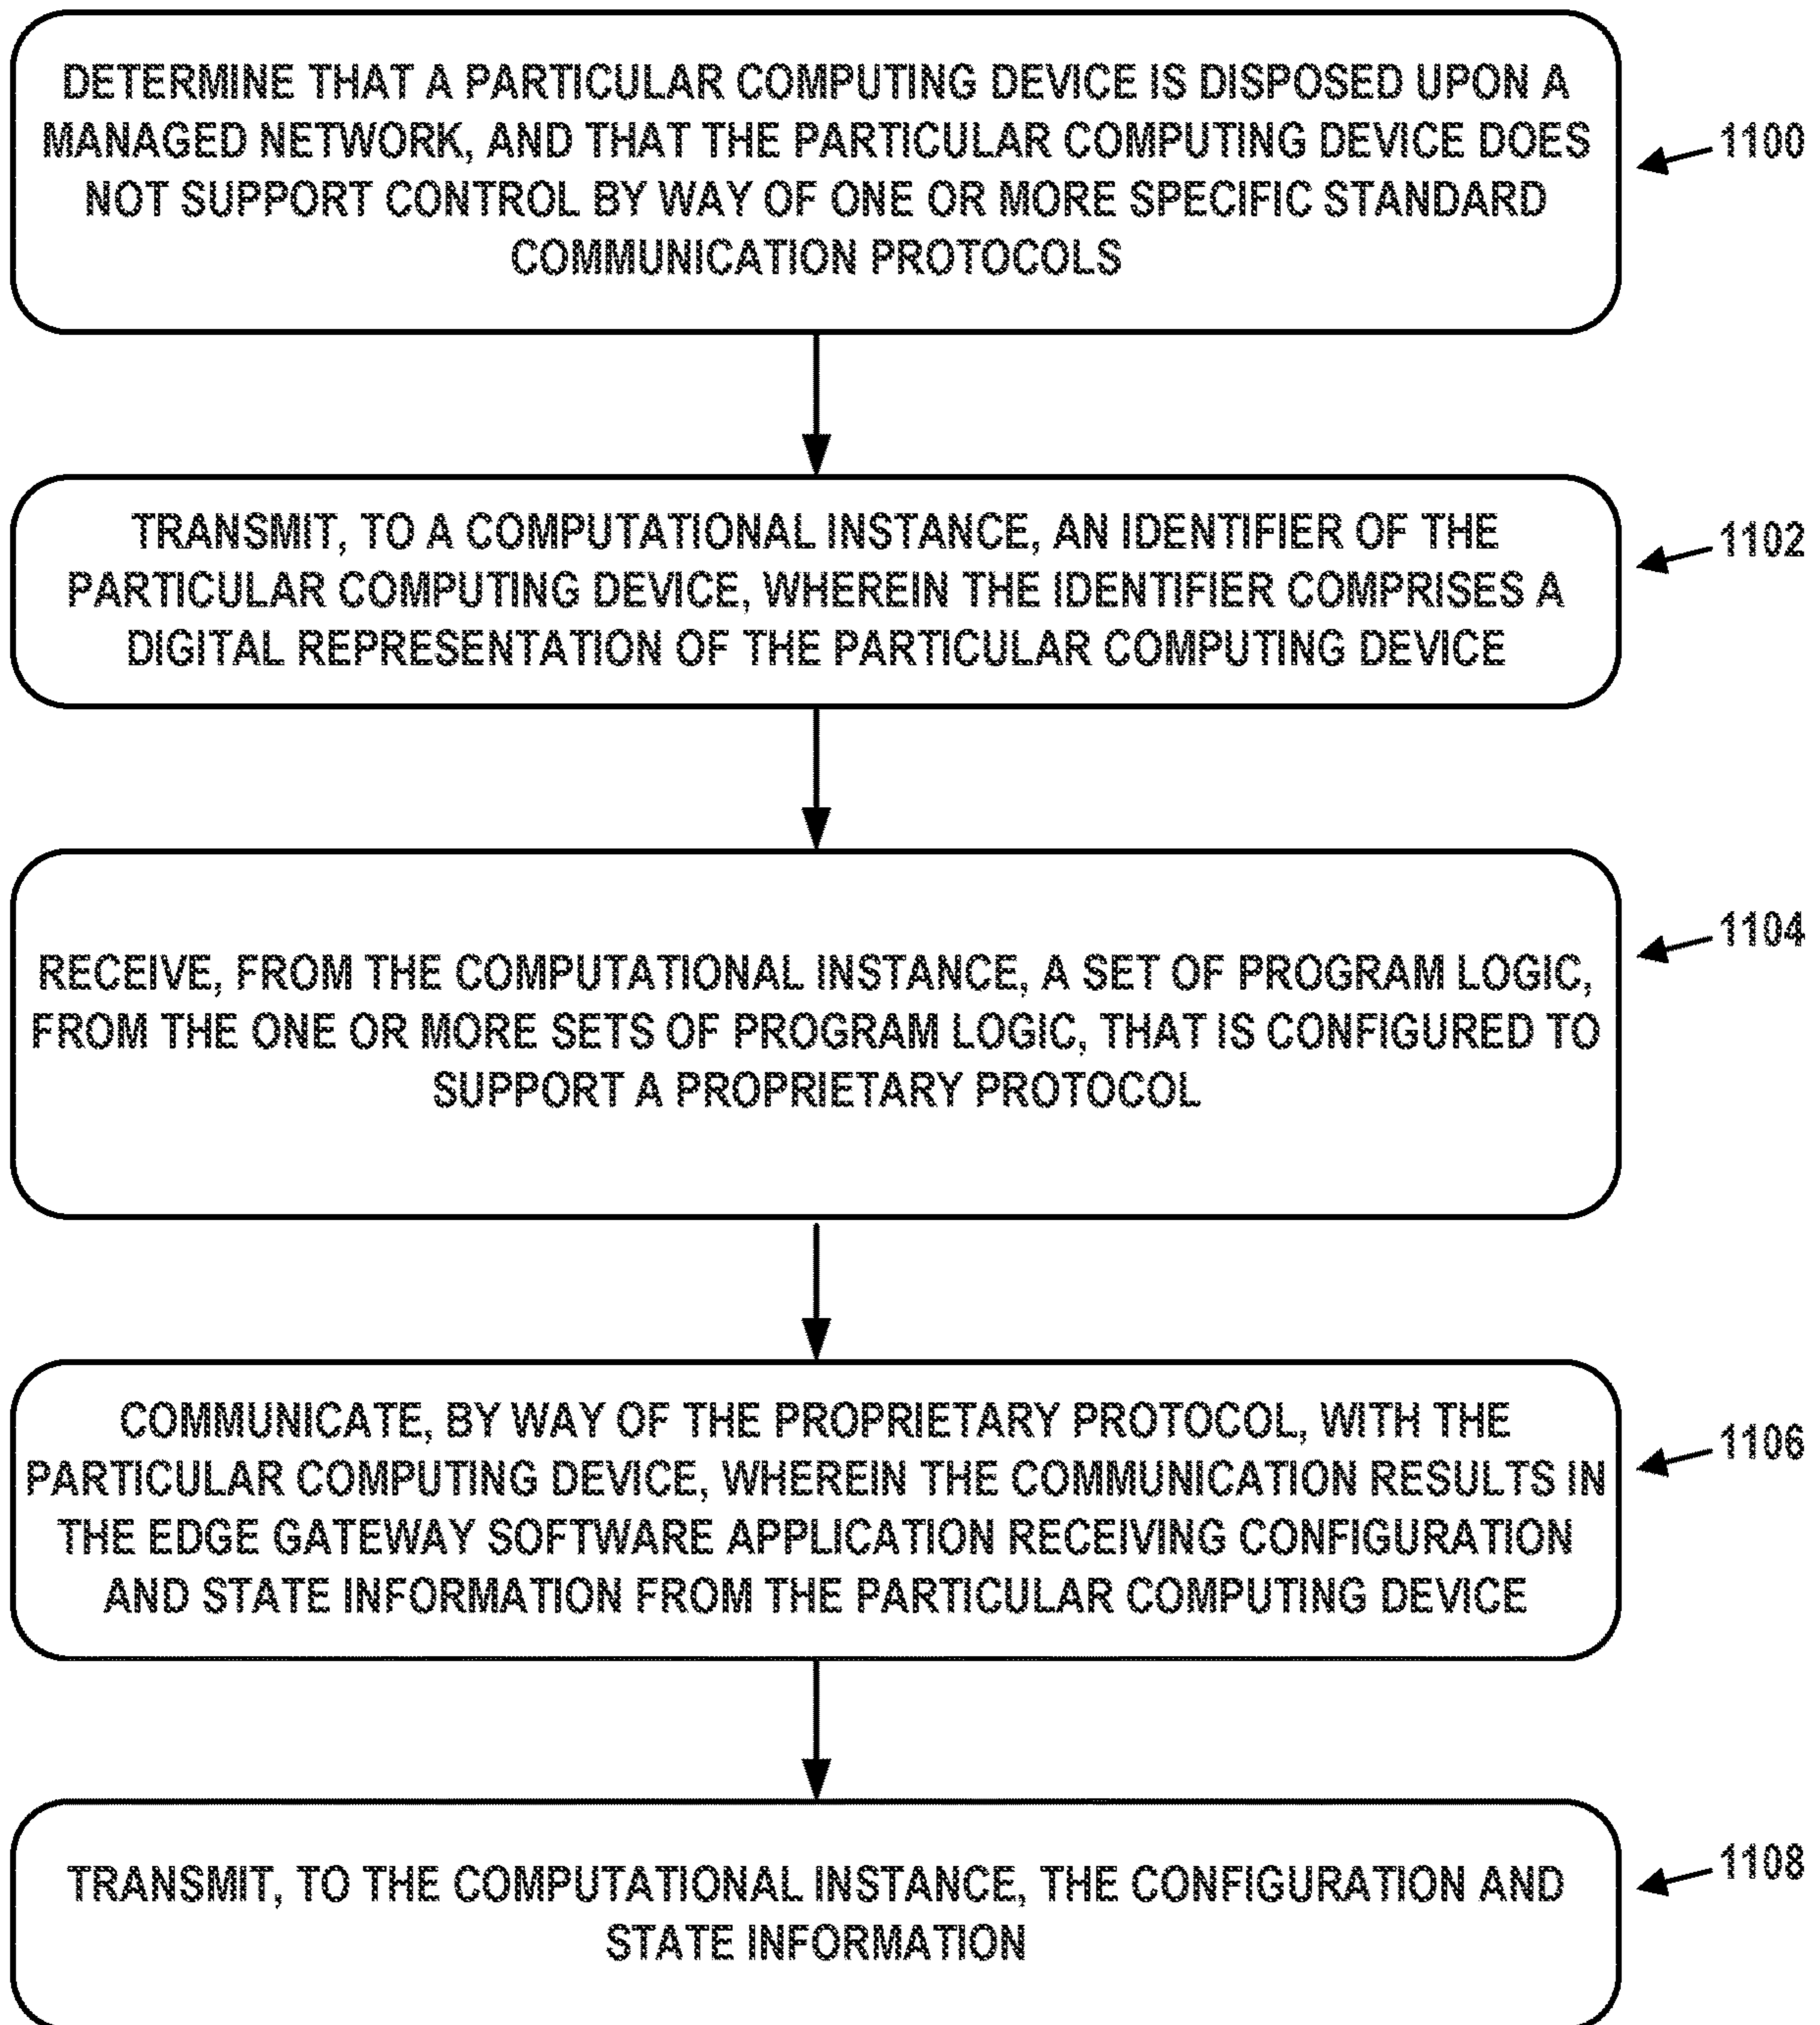 DETERMINE THAT A PARTICULAR COMPUTING DEVICE IS DISPOSED UPON A
MANAGED NETWORK, AND THAT THE PARTICULAR COMPUTING DEVICE DOES
NOT SUPPORT CONTROL BY WAY OF ONE OR MORE SPECIFIC STANDARD
COMMUNICATION PROTOCOLS
1100
TRANSMIT, TO A COMPUTATIONAL INSTANCE, AN IDENTIFIER OF THE
PARTICULAR COMPUTING DEVICE, WHEREIN THE IDENTIFIER COMPRISES A
DIGITAL REPRESENTATION OF THE PARTICULAR COMPUTING DEVICE
1102
RECEIVE, FROM THE COMPUTATIONAL INSTANCE, A SET OF PROGRAM LOGIC,
FROM THE ONE OR MORE SETS OF PROGRAM LOGIC, THAT IS CONFIGURED TO
SUPPORT A PROPRIETARY PROTOCOL
1104
COMMUNICATE, BY WAY OF THE PROPRIETARY PROTOCOL, WITH THE
PARTICULAR COMPUTING DEVICE, WHEREIN THE COMMUNICATION RESULTS IN
THE EDGE GATEWAY SOFTWARE APPLICATION RECEIVING CONFIGURATION
AND STATE INFORMATION FROM THE PARTICULAR COMPUTING DEVICE
1106
TRANSMIT, TO THE COMPUTATIONAL INSTANCE, THE CONFIGURATION AND
STATE INFORMATION
1108